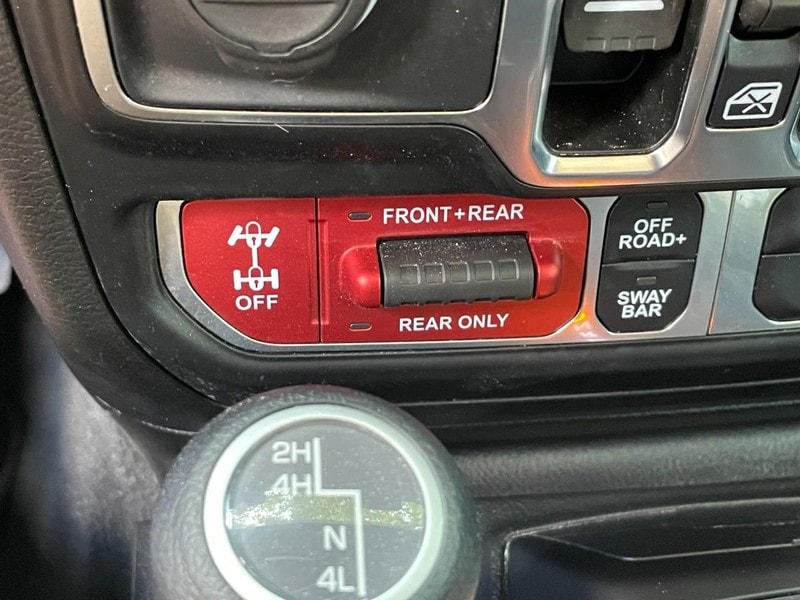 FRONT+REAR
OFF
REAR ONLY
OFF
ROAD+
SWAY
BAR
2H
4H
N
4L